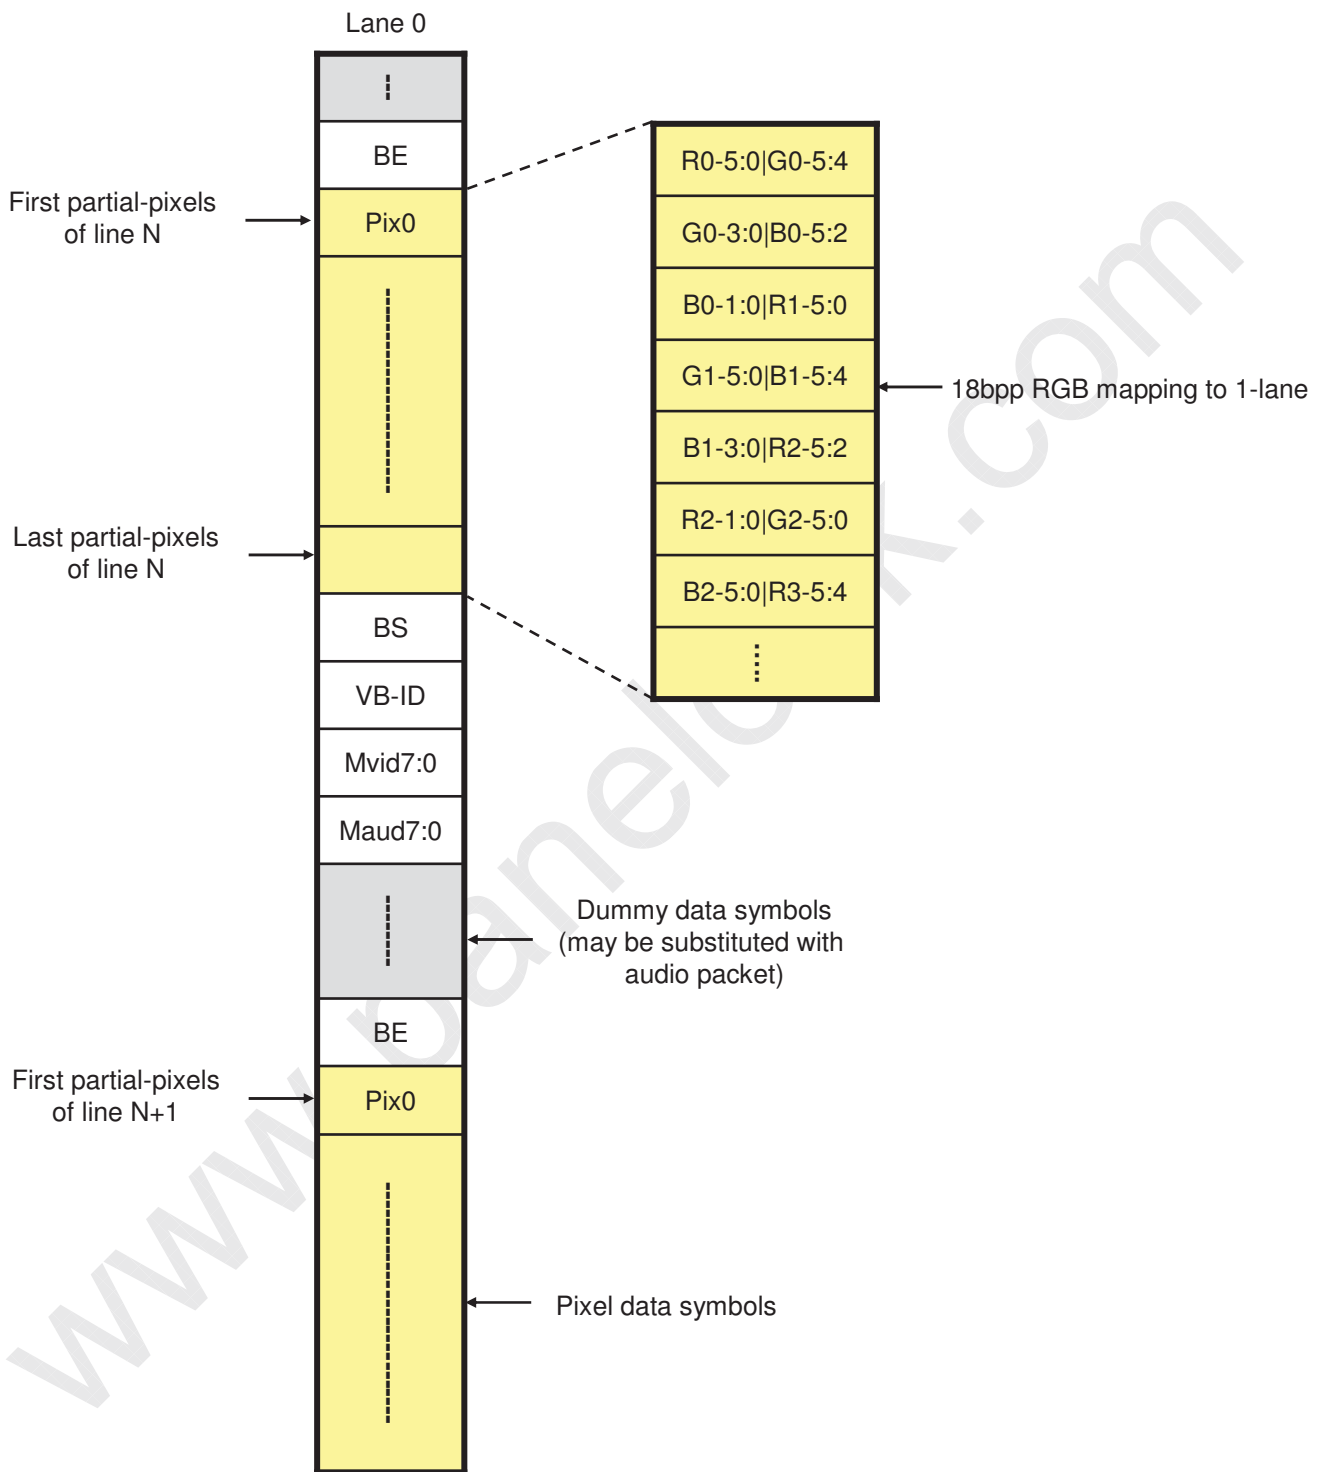 Lane 0
BE
First partial-pixels
of line N
Pix0
Last partial-pixels
of line N
BS
VB-ID
Mvid7:0
Maud7:0
Dummy data symbols
(may be substituted with
audio packet)
BE
First partial-pixels
of line N+1
Pix0
Pixel data symbols
R0-5:0|G0-5:4
G0-3:0|B0-5:2
B0-1:0|R1-5:0
G1-5:0|B1-5:4
B1-3:0|R2-5:2
R2-1:0|G2-5:0
B2-5:0|R3-5:4
18bpp RGB mapping to 1-lane